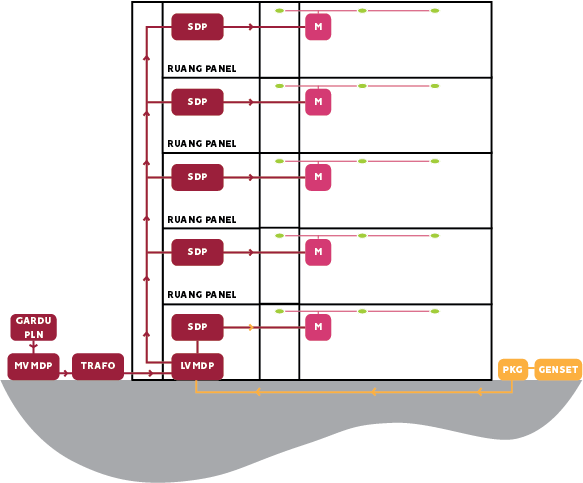 SDP
M
RUANG PANEL
SDP
M
RUANG PANEL
SDP
M
RUANG PANEL
SDP
M
RUANG PANEL
SDP
M
GARDU
PLN
MVMDP
TRAFO
LVMDP
PKG
GENSET